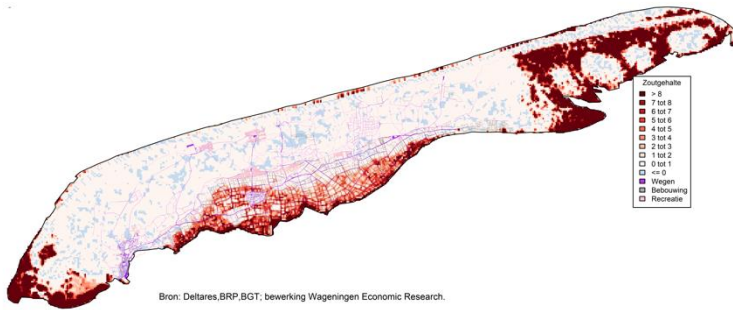 Zoutgehalte
> 8
7 tot 8
6 tot 7
5 tot 6
4 tot 5
3 tot 4
2 tot 3
1 tot 2
0 tot 1
<= 0
Wegen
Bebouwing
Recreatie
Bron: Deltares,BRP,BGT; bewerking Wageningen Economic Research.